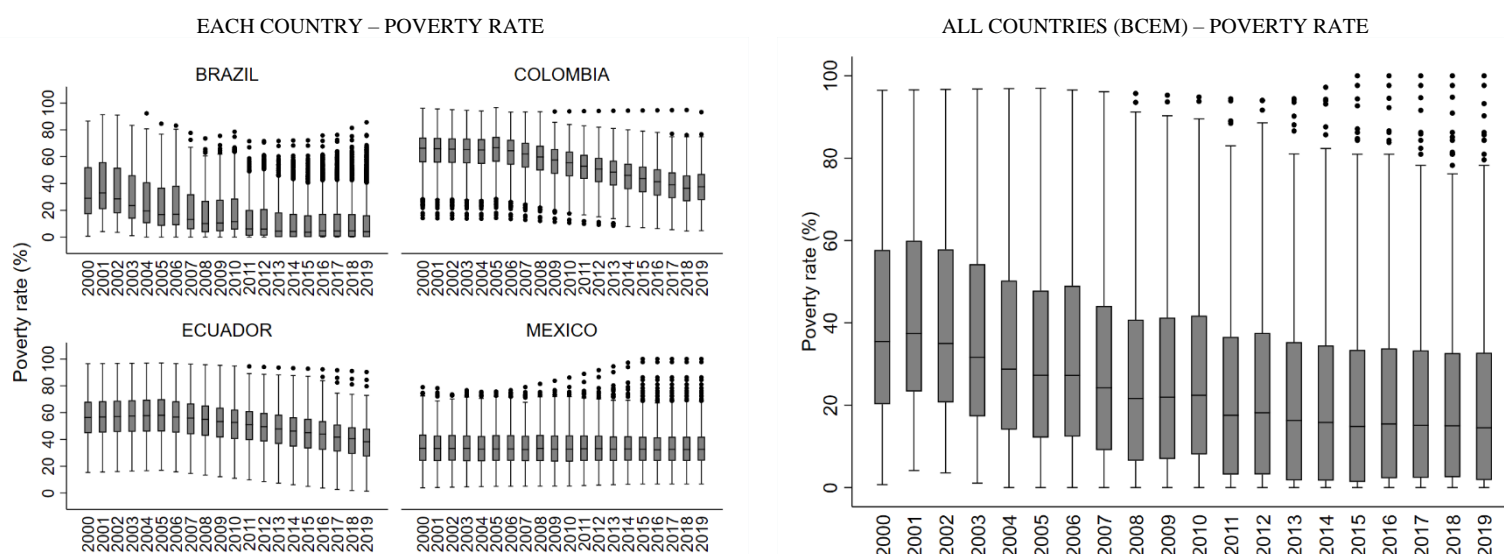 EACH COUNTRY – POVERTY RATE
BRAZIL
COLOMBIA
0 20 40 60 80 100
2000 2001 2002 2003 2004 2005 2006 2007 2008 2009 2010 2011 2012 2013 2014 2015 2016 2017 2018 2019
2000 2001 2002 2003 2004 2005 2006 2007 2008 2009 2010 2011 2012 2013 2014 2015 2016 2017 2018 2019
Poverty rate (%)
ECUADOR
MEXICO
0 20 40 60 80 100
2000 2001 2002 2003 2004 2005 2006 2007 2008 2009 2010 2011 2012 2013 2014 2015 2016 2017 2018 2019
2000 2001 2002 2003 2004 2005 2006 2007 2008 2009 2010 2011 2012 2013 2014 2015 2016 2017 2018 2019
ALL COUNTRIES (BCEM) – POVERTY RATE
Poverty rate (%)
0 20 40 60 80 100
2000 2001 2002 2003 2004 2005 2006 2007 2008 2009 2010 2011 2012 2013 2014 2015 2016 2017 2018 2019